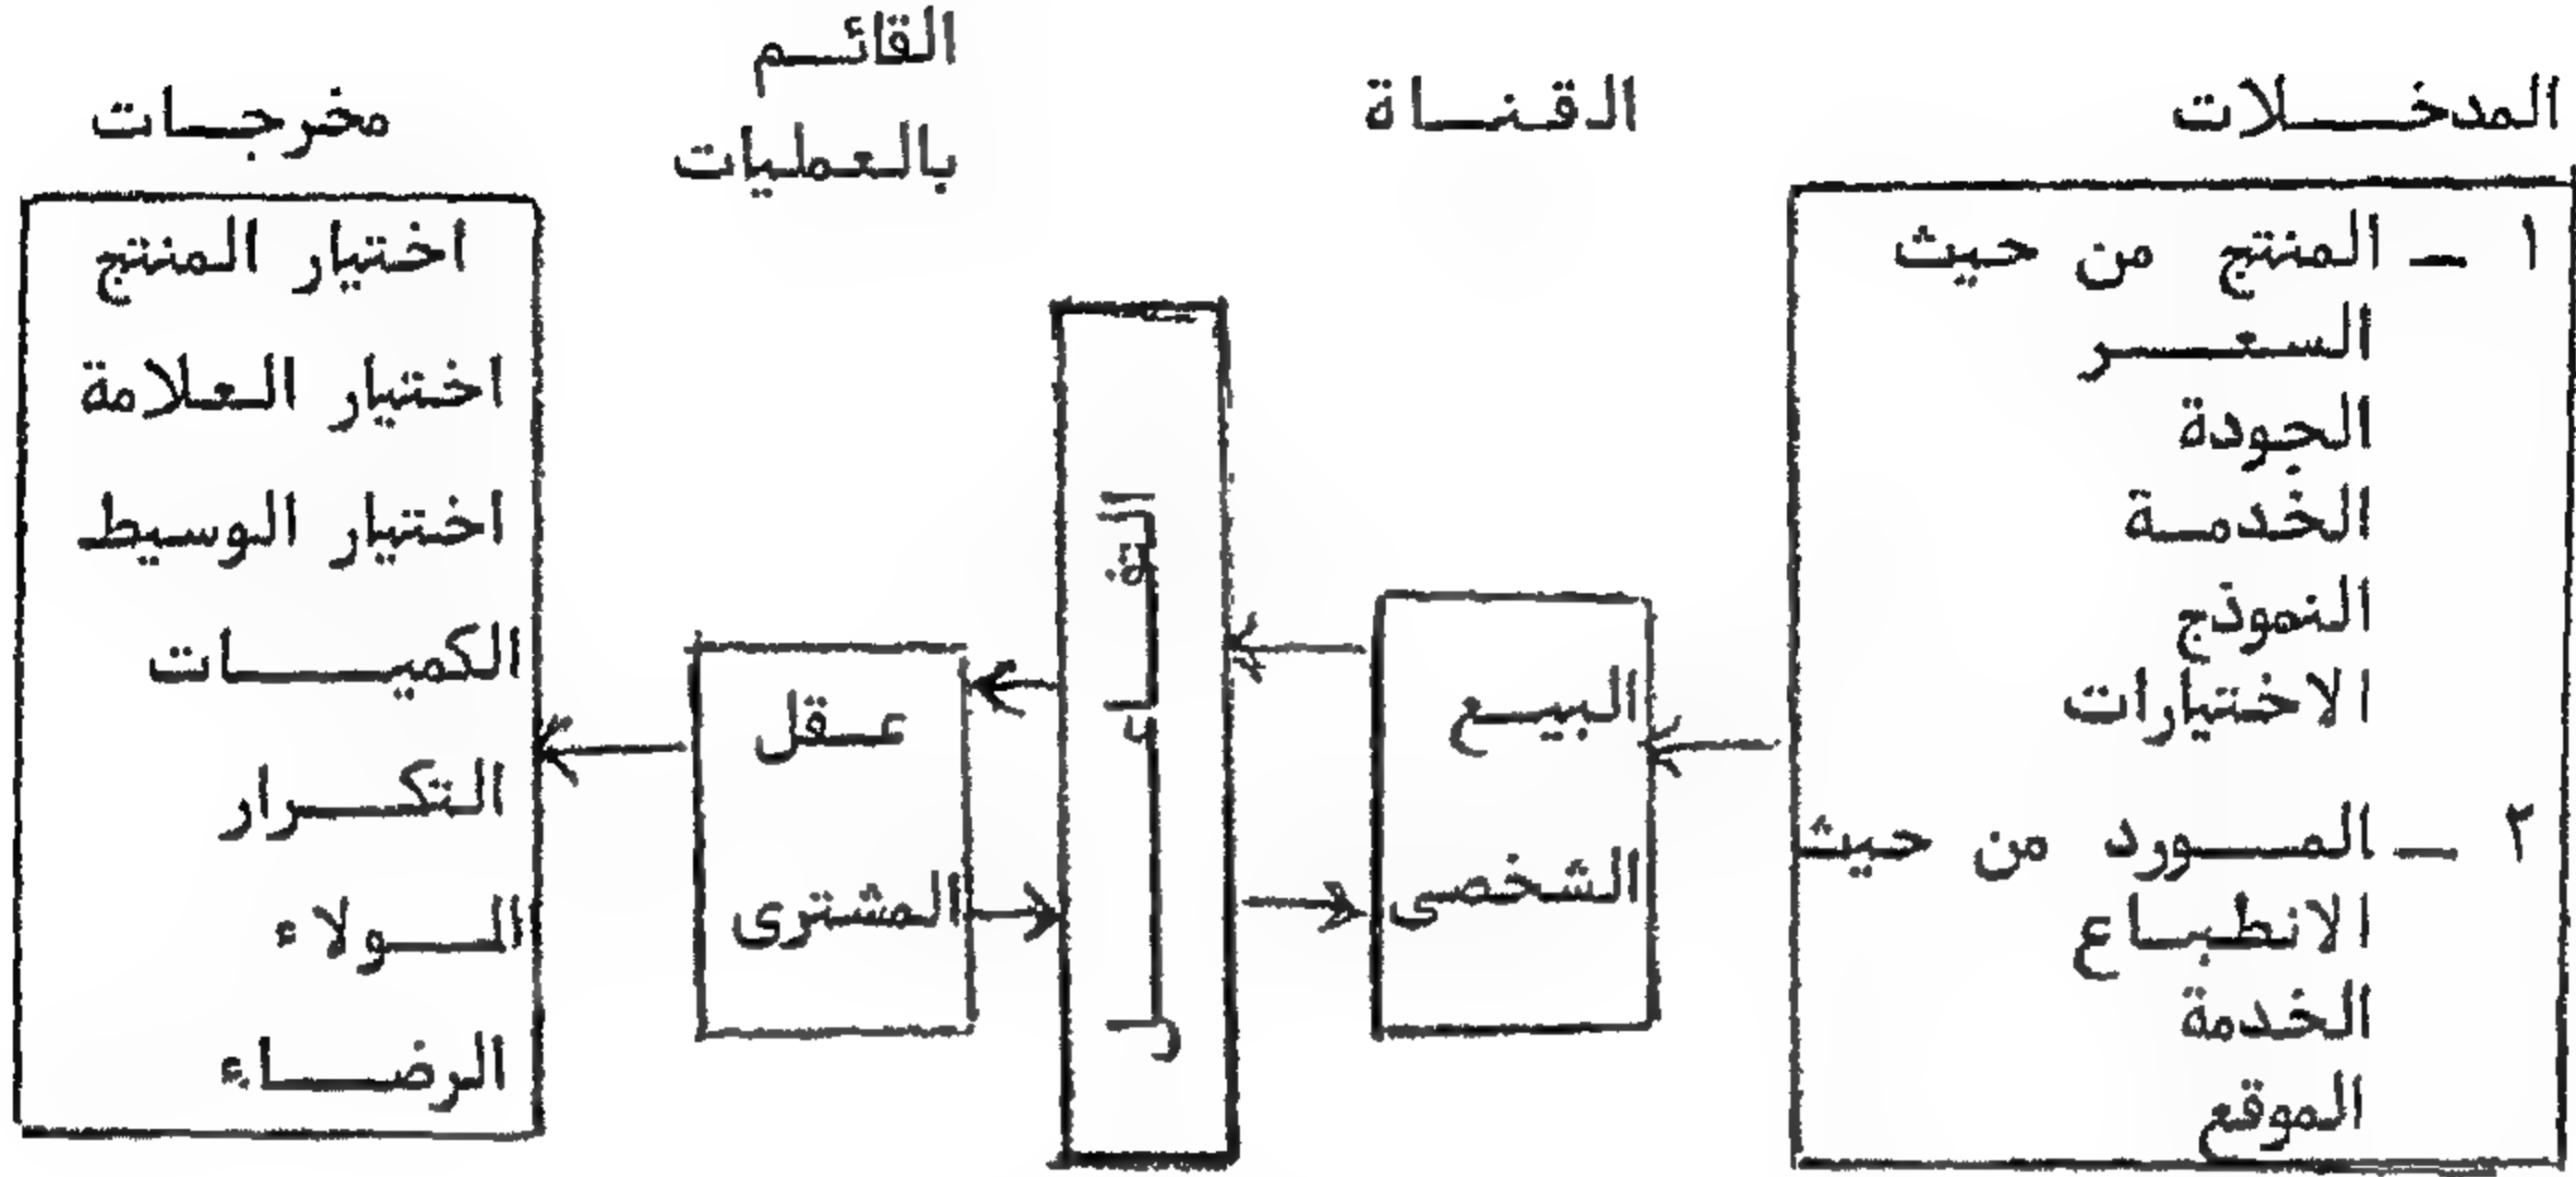 المدخلات
القناة
القائم
بالعمليات
مخرجات
١ - المنتج من حيث
السعر
الجودة
الخدمة
النموذج
الاختيارات
٢ - المورد من حيث
الانطباع
الخدمة
الموقع
البيع
الشخصى
عقل
المشترى
اختيار المنتج
اختيار العلامة
اختيار الوسيط
الكميات
التكرار
الولاء
الرضاء